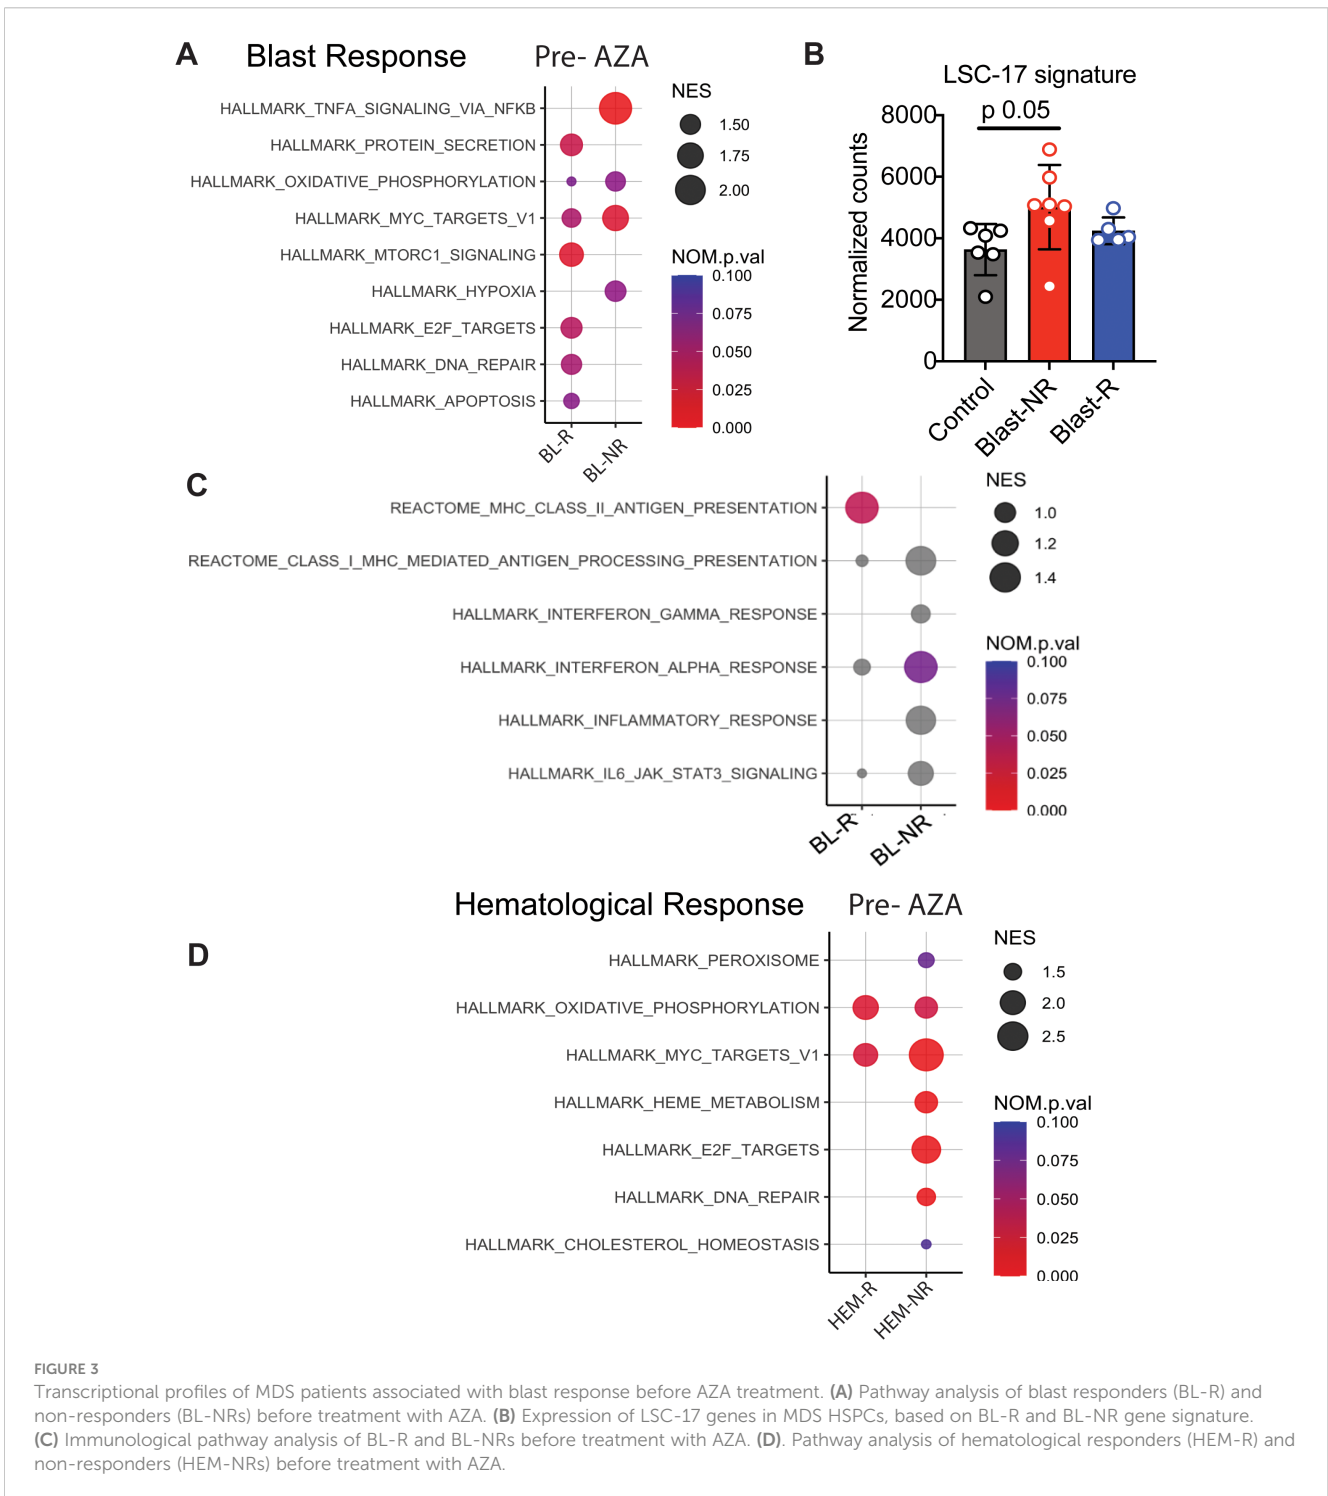 A
Blast Response
Pre- AZA
HALLMARK_TNFA_SIGNALING_VIA_NFKB
HALLMARK_PROTEIN_SECRETION
HALLMARK_OXIDATIVE_PHOSPHORYLATION
HALLMARK_MYC_TARGETS_V1
HALLMARK_MTORC1_SIGNALING
HALLMARK_HYPOXIA
HALLMARK_E2F_TARGETS
HALLMARK_DNA_REPAIR
HALLMARK_APOPTOSIS
BL-R
BL-NR
NES
1.50
1.75
2.00
NOM.p.val
0.100
0.075
0.050
0.025
0.000
B
LSC-17 signature
p 0.05
Normalized counts
8000
6000
4000
2000
0
Control
Blast-NR
Blast-R
C
REACTOME_MHC_CLASS_II_ANTIGEN_PRESENTATION
REACTOME_CLASS_I_MHC_MEDIATED_ANTIGEN_PROCESSING_PRESENTATION
HALLMARK_INTERFERON_GAMMA_RESPONSE
HALLMARK_INTERFERON_ALPHA_RESPONSE
HALLMARK_INFLAMMATORY_RESPONSE
HALLMARK_IL6_JAK_STAT3_SIGNALING
BL-R
BL-NR
NES
1.0
1.2
1.4
NOM.p.val
0.100
0.075
0.050
0.025
0.000
Hematological Response
Pre- AZA
D
HALLMARK_PEROXISOME
HALLMARK_OXIDATIVE_PHOSPHORYLATION
HALLMARK_MYC_TARGETS_V1
HALLMARK_HEME_METABOLISM
HALLMARK_E2F_TARGETS
HALLMARK_DNA_REPAIR
HALLMARK_CHOLESTEROL_HOMEOSTASIS
HEM-R
HEM-NR
NES
1.5
2.0
2.5
NOM.p.val
0.100
0.075
0.050
0.025
0.000
FIGURE 3
Transcriptional profiles of MDS patients associated with blast response before AZA treatment. (A) Pathway analysis of blast responders (BL-R) and
non-responders (BL-NRs) before treatment with AZA. (B) Expression of LSC-17 genes in MDS HSPCs, based on BL-R and BL-NR gene signature.
(C) Immunological pathway analysis of BL-R and BL-NRs before treatment with AZA. (D). Pathway analysis of hematological responders (HEM-R) and
non-responders (HEM-NRs) before treatment with AZA.